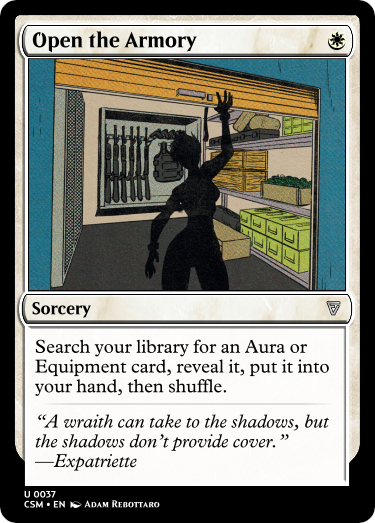 Open the Armory
Sorcery
Search your library for an Aura or
Equipment card, reveal it, put it into
your hand, then shuffle.
“A wraith can take to the shadows, but
the shadows don’t provide cover.”
—Expatriette
U 0037
CSM • EN Adam Rebottaro